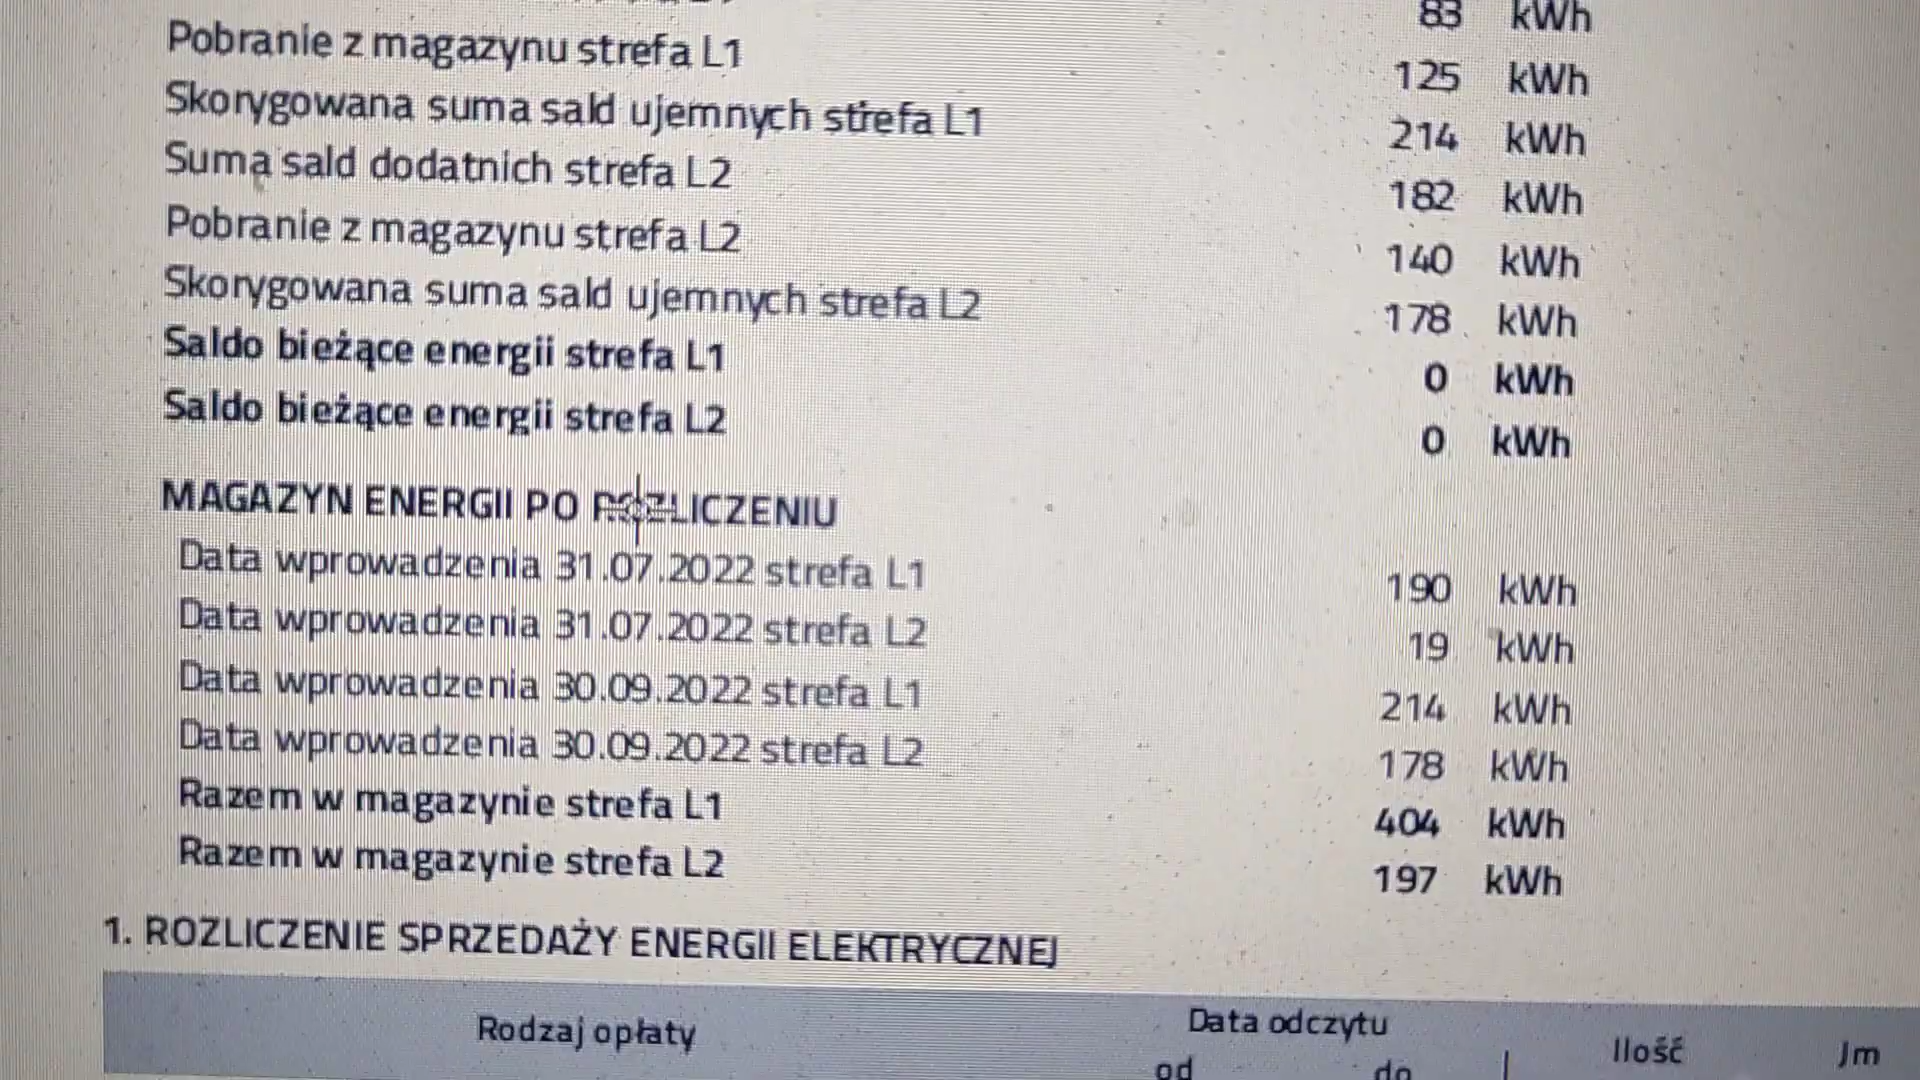 83 kWh
Pobranie z magazynu strefa L1 125 kWh
Skorygowana suma sald ujemnych strefa L1 214 kWh
Suma sald dodatnich strefa L2 182 kWh
Pobranie z magazynu strefa L2 140 kWh
Skorygowana suma sald ujemnych strefa L2 178 kWh
Saldo bieżące energii strefa L1 0 kWh
Saldo bieżące energii strefa L2 0 kWh
MAGAZYN ENERGII PO ROZLICZENIU
Data wprowadzenia 31.07.2022 strefa L1 190 kWh
Data wprowadzenia 31.07.2022 strefa L2 19 kWh
Data wprowadzenia 30.09.2022 strefa L1 214 kWh
Data wprowadzenia 30.09.2022 strefa L2 178 kWh
Razem w magazynie strefa L1 404 kWh
Razem w magazynie strefa L2 197 kWh
1. ROZLICZENIE SPRZEDAŻY ENERGII ELEKTRYCZNEJ
Rodzaj opłaty Data odczytu Ilość Jm
od do